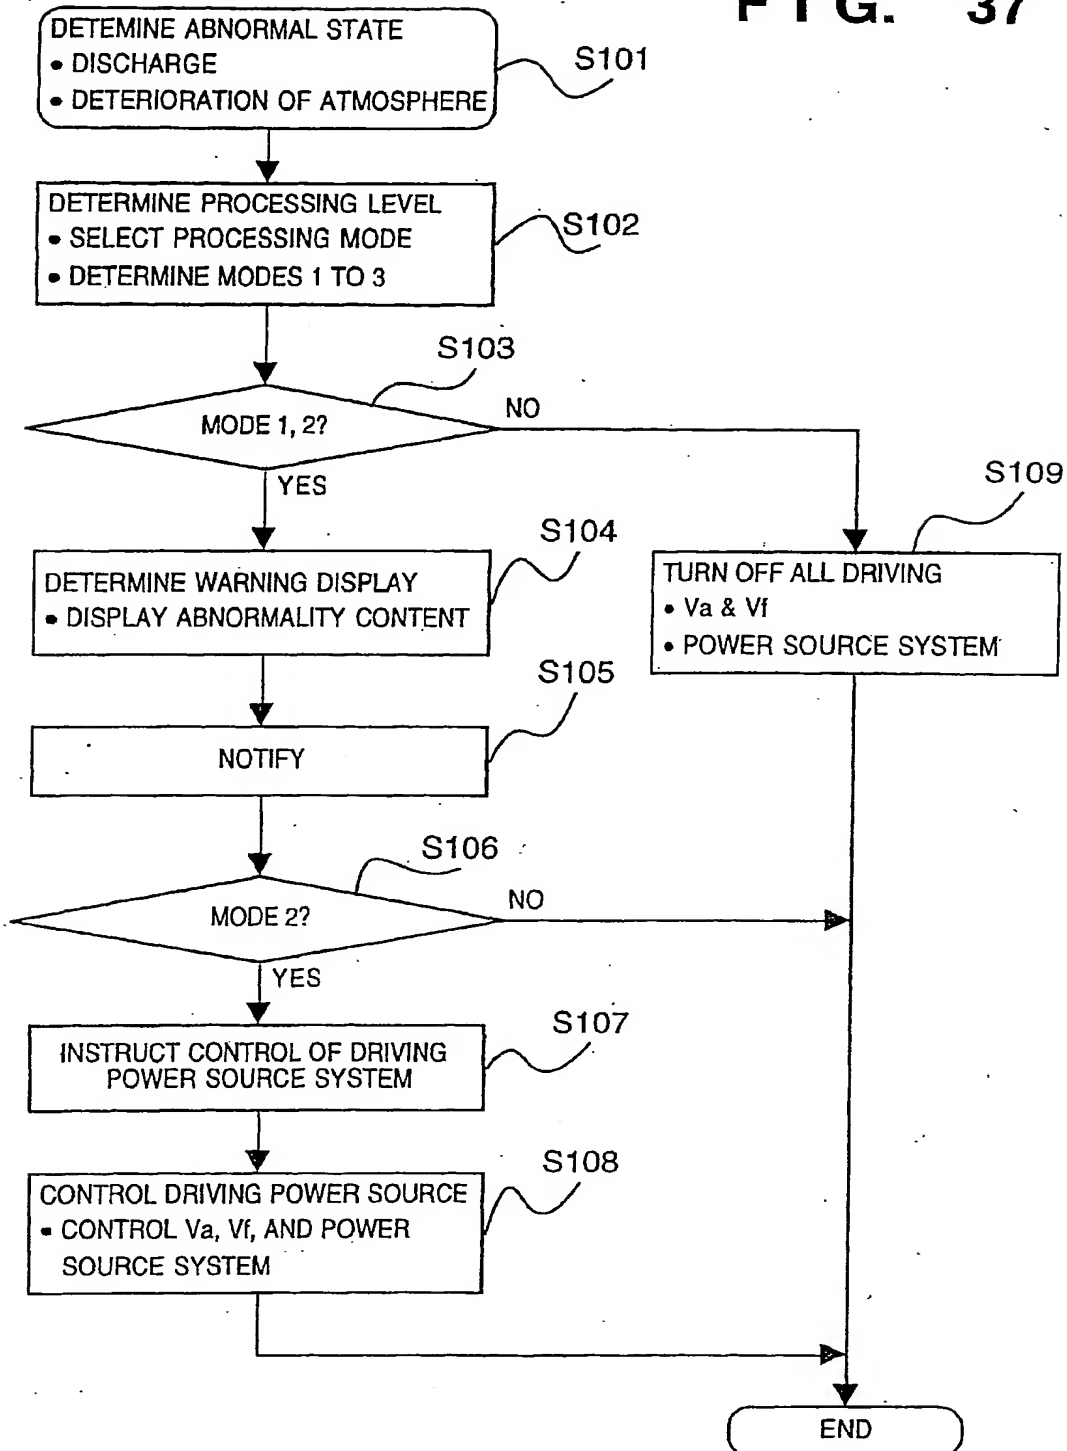 FIG. 37
DETEMINE ABNORMAL STATE
• DISCHARGE
• DETERIORATION OF ATMOSPHERE
S101
DETERMINE PROCESSING LEVEL
• SELECT PROCESSING MODE
• DETERMINE MODES 1 TO 3
S102
S103
MODE 1, 2?
NO
YES
S109
TURN OFF ALL DRIVING
• Va & Vf
• POWER SOURCE SYSTEM
S104
DETERMINE WARNING DISPLAY
• DISPLAY ABNORMALITY CONTENT
S105
NOTIFY
S106
MODE 2?
NO
YES
S107
INSTRUCT CONTROL OF DRIVING
POWER SOURCE SYSTEM
S108
CONTROL DRIVING POWER SOURCE
• CONTROL Va, Vf, AND POWER
SOURCE SYSTEM
END